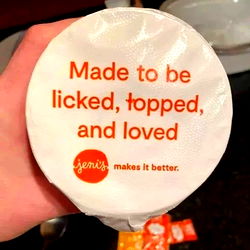 Made to be
licked, topped,
and loved
jeni's makes it better.